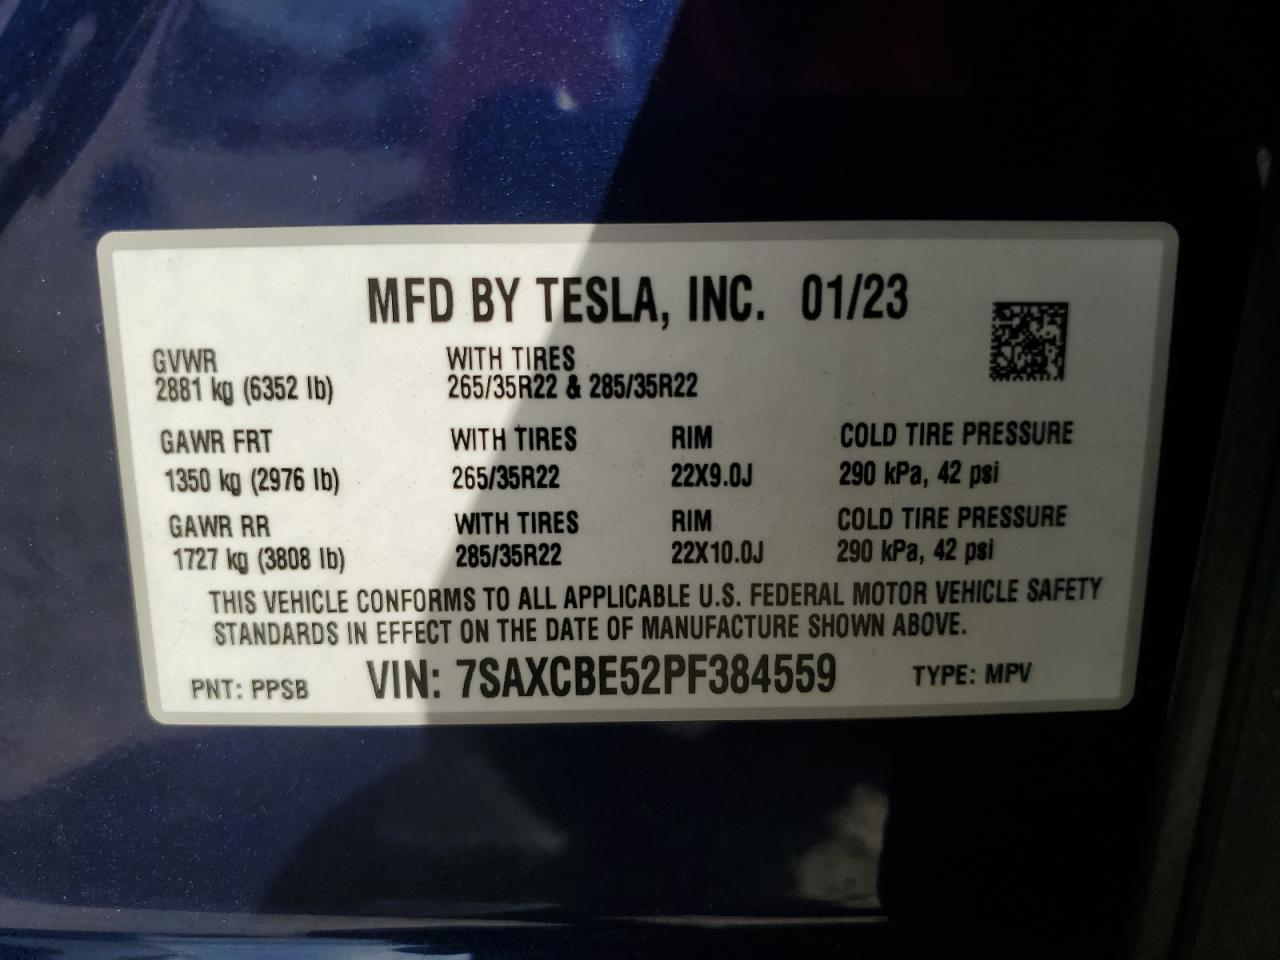 MFD BY TESLA, INC. 01/23
GVWR WITH TIRES
2881 kg (6352 lb) 265/35R22 & 285/35R22
GAWR FRT WITH TIRES RIM COLD TIRE PRESSURE
1350 kg (2976 lb) 265/35R22 22X9.0J 290 kPa, 42 psi
GAWR RR WITH TIRES RIM COLD TIRE PRESSURE
1727 kg (3808 lb) 285/35R22 22X10.0J 290 kPa, 42 psi
THIS VEHICLE CONFORMS TO ALL APPLICABLE U.S. FEDERAL MOTOR VEHICLE SAFETY
STANDARDS IN EFFECT ON THE DATE OF MANUFACTURE SHOWN ABOVE.
PNT: PPSB VIN: 7SAXCBE52PF384559 TYPE: MPV